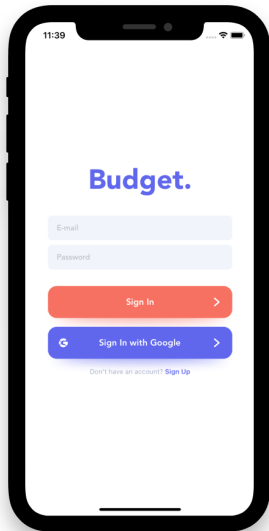 11:39
Budget.
E-mail
Password
Sign In
Sign In with Google
Don't have an account? Sign Up